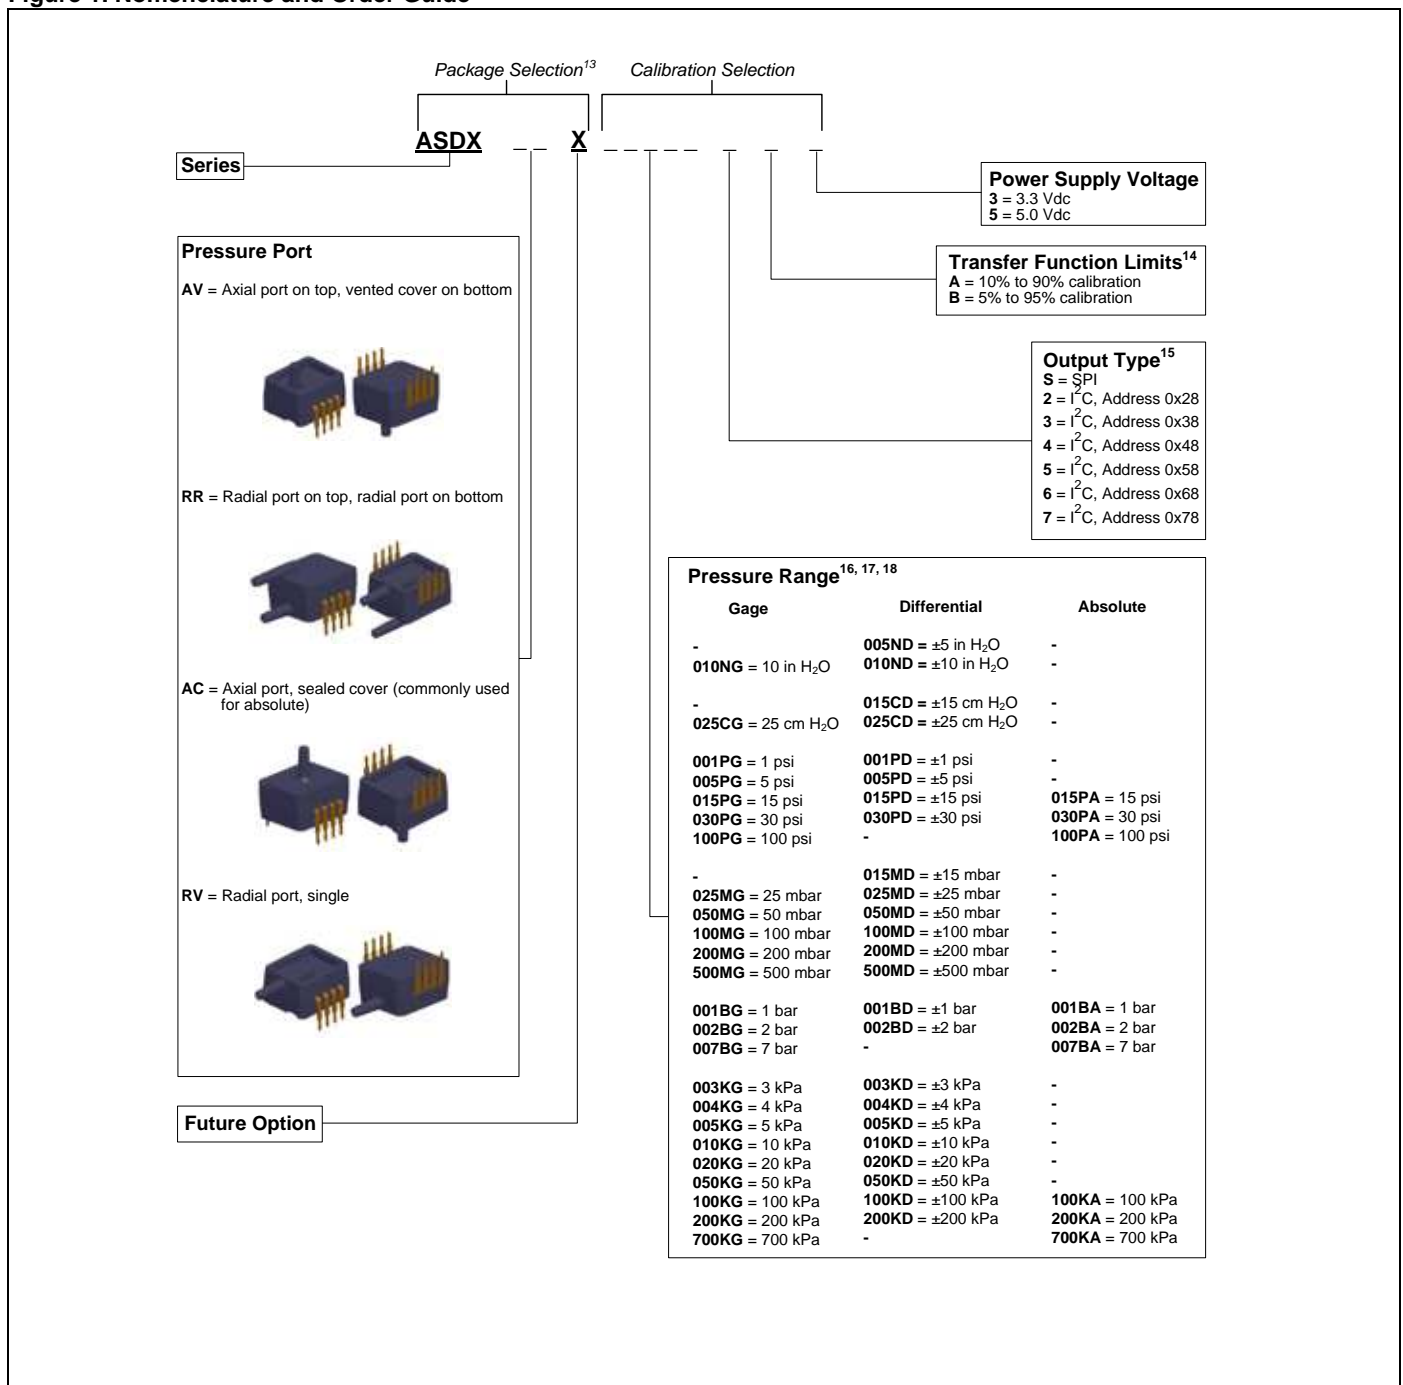 Figure 1. Nomenclature and Order Guide
Package Selection13
Calibration Selection
ASDX _ _ X _ _ _ _ _ _ _ _
Series
Power Supply Voltage
3 = 3.3 Vdc
5 = 5.0 Vdc
Transfer Function Limits14
A = 10% to 90% calibration
B = 5% to 95% calibration
Output Type15
S = SPI
2 = I2C, Address 0x28
3 = I2C, Address 0x38
4 = I2C, Address 0x48
5 = I2C, Address 0x58
6 = I2C, Address 0x68
7 = I2C, Address 0x78
Pressure Port
AV = Axial port on top, vented cover on bottom
RR = Radial port on top, radial port on bottom
AC = Axial port, sealed cover (commonly used
for absolute)
RV = Radial port, single
Future Option
Pressure Range16, 17, 18
Gage Differential Absolute
- 005ND = ±5 in H2O -
010NG = 10 in H2O 010ND = ±10 in H2O -
- 015CD = ±15 cm H2O -
025CG = 25 cm H2O 025CD = ±25 cm H2O -
001PG = 1 psi 001PD = ±1 psi -
005PG = 5 psi 005PD = ±5 psi -
015PG = 15 psi 015PD = ±15 psi 015PA = 15 psi
030PG = 30 psi 030PD = ±30 psi 030PA = 30 psi
100PG = 100 psi - 100PA = 100 psi
- 015MD = ±15 mbar -
025MG = 25 mbar 025MD = ±25 mbar -
050MG = 50 mbar 050MD = ±50 mbar -
100MG = 100 mbar 100MD = ±100 mbar -
200MG = 200 mbar 200MD = ±200 mbar -
500MG = 500 mbar 500MD = ±500 mbar -
001BG = 1 bar 001BD = ±1 bar 001BA = 1 bar
002BG = 2 bar 002BD = ±2 bar 002BA = 2 bar
007BG = 7 bar - 007BA = 7 bar
003KG = 3 kPa 003KD = ±3 kPa -
004KG = 4 kPa 004KD = ±4 kPa -
005KG = 5 kPa 005KD = ±5 kPa -
010KG = 10 kPa 010KD = ±10 kPa -
020KG = 20 kPa 020KD = ±20 kPa -
050KG = 50 kPa 050KD = ±50 kPa -
100KG = 100 kPa 100KD = ±100 kPa 100KA = 100 kPa
200KG = 200 kPa 200KD = ±200 kPa 200KA = 200 kPa
700KG = 700 kPa - 700KA = 700 kPa